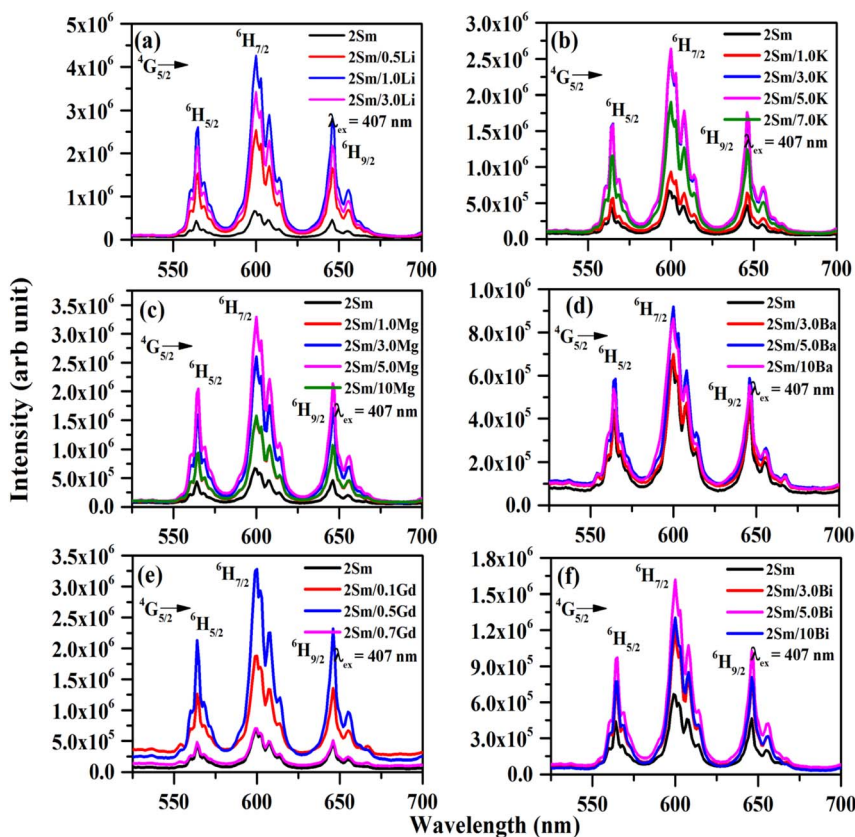 Intensity (arb unit)
(a)
⁴G₅/₂
⁶H₅/₂
⁶H₇/₂
⁶H₉/₂
2Sm
2Sm/0.5Li
2Sm/1.0Li
2Sm/3.0Li
λex = 407 nm
5x10⁶
4x10⁶
3x10⁶
2x10⁶
1x10⁶
0
550 600 650 700
(b)
⁴G₅/₂
⁶H₅/₂
⁶H₇/₂
⁶H₉/₂
2Sm
2Sm/1.0K
2Sm/3.0K
2Sm/5.0K
2Sm/7.0K
λex = 407 nm
3.0x10⁶
2.5x10⁶
2.0x10⁶
1.5x10⁶
1.0x10⁶
5.0x10⁵
0.0
550 600 650 700
(c)
⁴G₅/₂
⁶H₅/₂
⁶H₇/₂
⁶H₉/₂
2Sm
2Sm/1.0Mg
2Sm/3.0Mg
2Sm/5.0Mg
2Sm/10Mg
λex = 407 nm
3.5x10⁶
3.0x10⁶
2.5x10⁶
2.0x10⁶
1.5x10⁶
1.0x10⁶
5.0x10⁵
0.0
550 600 650 700
(d)
⁴G₅/₂
⁶H₅/₂
⁶H₇/₂
⁶H₉/₂
2Sm
2Sm/3.0Ba
2Sm/5.0Ba
2Sm/10Ba
λex = 407 nm
1.0x10⁶
8.0x10⁵
6.0x10⁵
4.0x10⁵
2.0x10⁵
0.0
550 600 650 700
(e)
⁴G₅/₂
⁶H₅/₂
⁶H₇/₂
⁶H₉/₂
2Sm
2Sm/0.1Gd
2Sm/0.5Gd
2Sm/0.7Gd
λex = 407 nm
3.5x10⁶
3.0x10⁶
2.5x10⁶
2.0x10⁶
1.5x10⁶
1.0x10⁶
5.0x10⁵
0.0
550 600 650 700
(f)
⁴G₅/₂
⁶H₅/₂
⁶H₇/₂
⁶H₉/₂
2Sm
2Sm/3.0Bi
2Sm/5.0Bi
2Sm/10Bi
λex = 407 nm
1.8x10⁶
1.5x10⁶
1.2x10⁶
9.0x10⁵
6.0x10⁵
3.0x10⁵
0.0
550 600 650 700
Wavelength (nm)